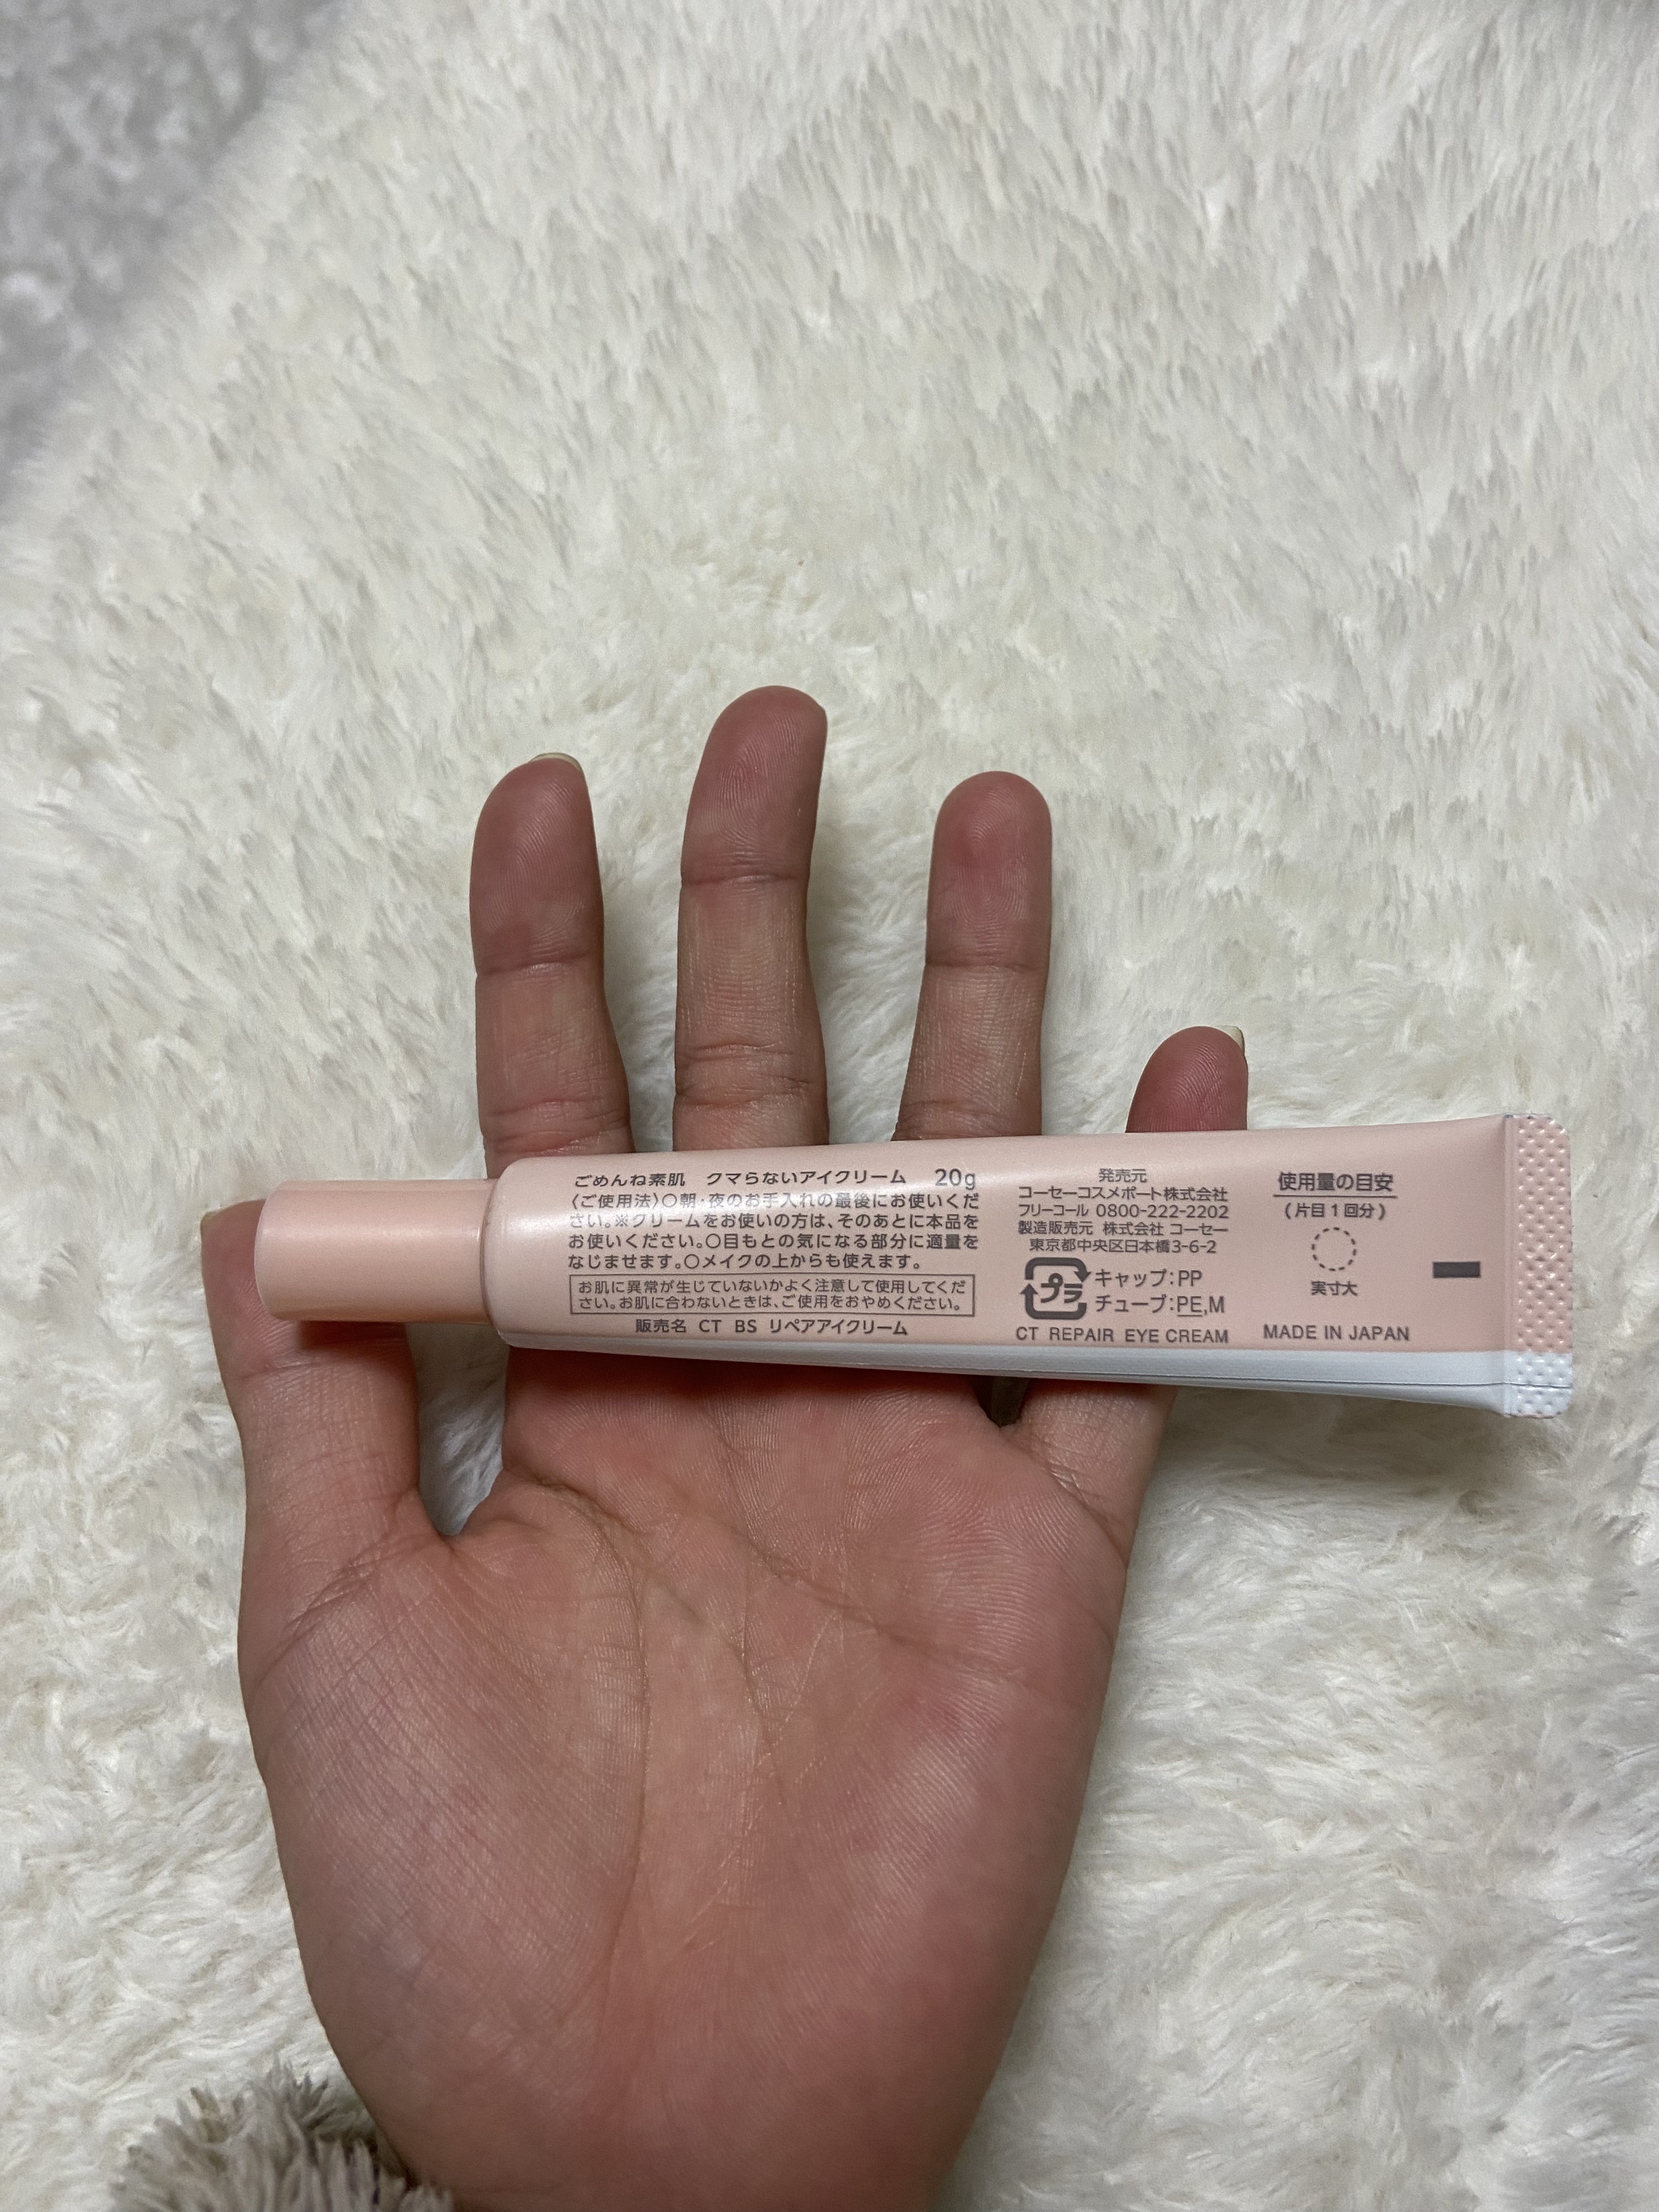 ごめんね素肌 クマらないアイクリーム 20g
〈ご使用法〉〇朝・夜のお手入れの最後にお使いくだ
さい。※クリームをお使いの方は、そのあとに本品を
お使いください。〇目もとの気になる部分に適量を
なじませます。〇メイクの上からも使えます。
お肌に異常が生じていないかよく注意して使用してくだ
さい。お肌に合わないときは、ご使用をおやめください。
販売名 CT BS リペアアイクリーム
発売元
コーセーコスメポート株式会社
フリーコール 0800-222-2202
製造販売元 株式会社 コーセー
東京都中央区日本橋3-6-2
プラ
キャップ:PP
チューブ:PE,M
CT REPAIR EYE CREAM
使用量の目安
(片目1回分)
実寸大
MADE IN JAPAN